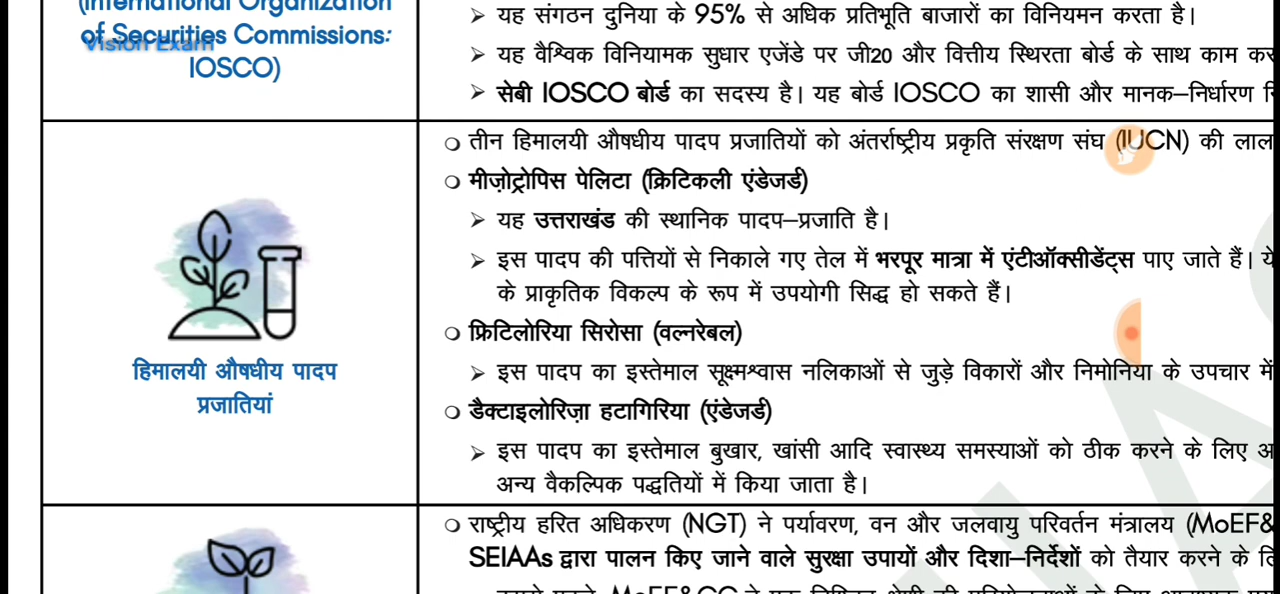 (International Organization
of Securities Commissions:
Vision Exam
IOSCO)
➢ यह संगठन दुनिया के 95% से अधिक प्रतिभूति बाजारों का विनियमन करता है।
➢ यह वैश्विक विनियामक सुधार एजेंडे पर जी20 और वित्तीय स्थिरता बोर्ड के साथ काम
➢ सेबी IOSCO बोर्ड का सदस्य है। यह बोर्ड IOSCO का शासी और मानक–निर्धारण
हिमालयी औषधीय पादप
प्रजातियां
○ तीन हिमालयी औषधीय पादप प्रजातियों को अंतर्राष्ट्रीय प्रकृति संरक्षण संघ (IUCN) की लाल
○ मीज़ोट्रोपिस पेलिटा (क्रिटिकली एंडेजर्ड)
➢ यह उत्तराखंड की स्थानिक पादप–प्रजाति है।
➢ इस पादप की पत्तियों से निकाले गए तेल में भरपूर मात्रा में एंटीऑक्सीडेंट्स पाए जाते हैं। ये
के प्राकृतिक विकल्प के रूप में उपयोगी सिद्ध हो सकते हैं।
○ फ्रिटिलोरिया सिरोसा (वल्नरेबल)
➢ इस पादप का इस्तेमाल सूक्ष्मश्वास नलिकाओं से जुड़े विकारों और निमोनिया के उपचार में
○ डैक्टाइलोरिज़ा हटागिरिया (एंडेजर्ड)
➢ इस पादप का इस्तेमाल बुखार, खांसी आदि स्वास्थ्य समस्याओं को ठीक करने के लिए
अन्य वैकल्पिक पद्धतियों में किया जाता है।
○ राष्ट्रीय हरित अधिकरण (NGT) ने पर्यावरण, वन और जलवायु परिवर्तन मंत्रालय (MoEF&
SEIAAs द्वारा पालन किए जाने वाले सुरक्षा उपायों और दिशा–निर्देशों को तैयार करने के